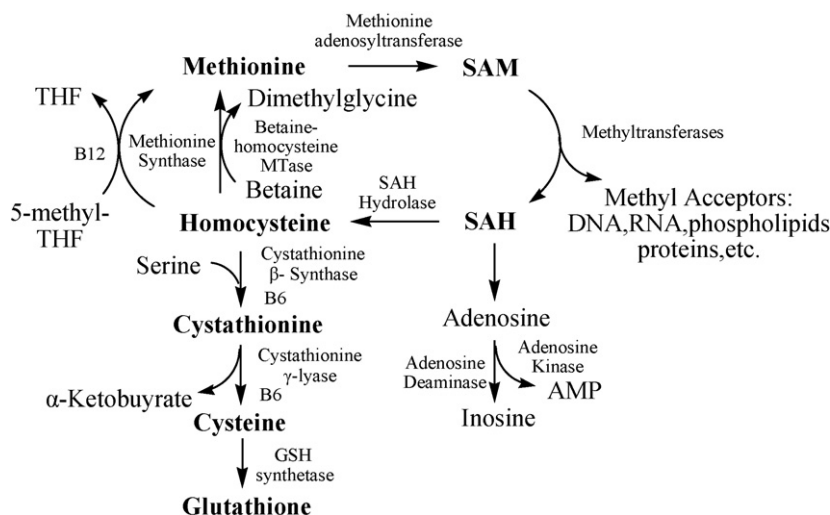 Methionine
adenosyltransferase
Methionine
SAM
THF
Dimethylglycine
B12
Methionine
Synthase
Betaine-
homocysteine
MTase
Methyltransferases
Betaine
5-methyl-
THF
Homocysteine
SAH
Hydrolase
SAH
Methyl Acceptors:
DNA,RNA,phospholipids
proteins,etc.
Serine
Cystathionine
β- Synthase
B6
Cystathionine
Adenosine
Cystathionine
γ-lyase
B6
Adenosine
Deaminase
Adenosine
Kinase
α-Ketobuyrate
AMP
Cysteine
Inosine
GSH
synthetase
Glutathione